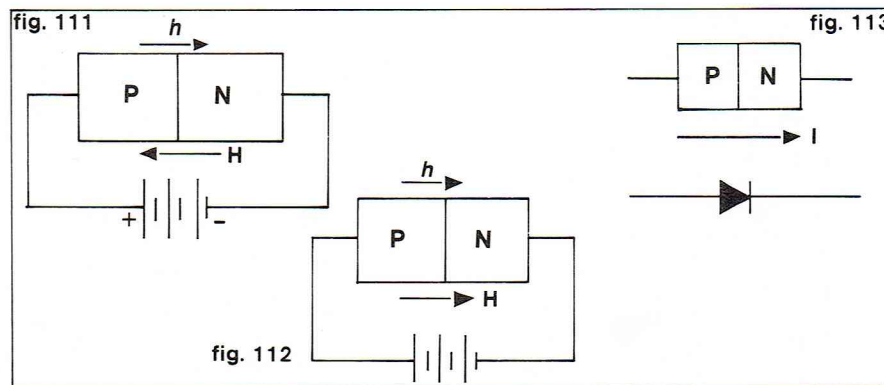 fig. 111
h
P N
H
+ -
fig. 112
h
P N
H
fig. 113
P N
I